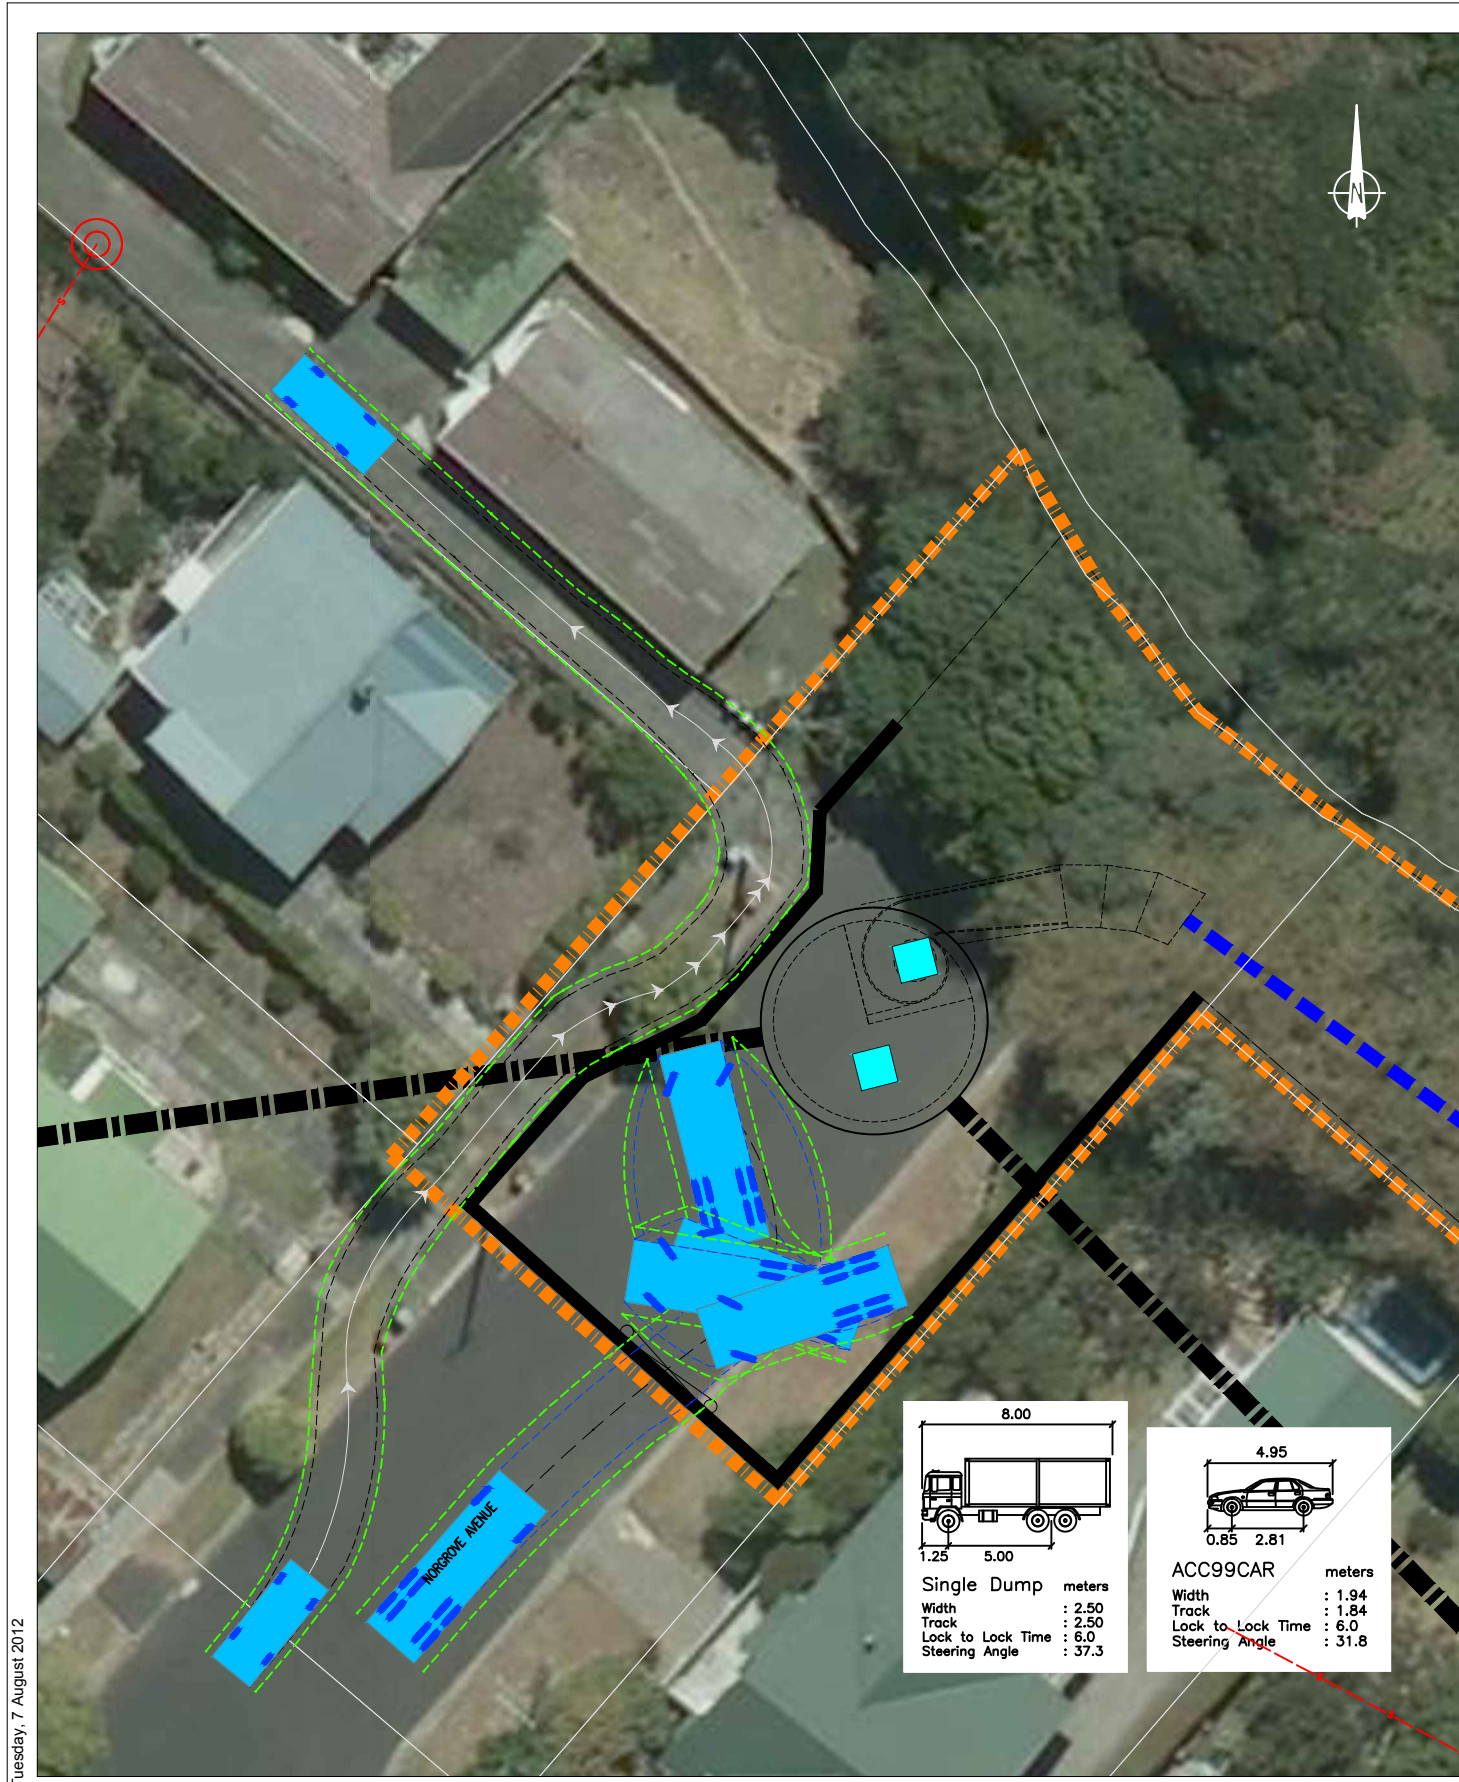 N
S
NORGROVE AVENUE
8.00
1.25
5.00
Single Dump meters
Width : 2.50
Track : 2.50
Lock to Lock Time : 6.0
Steering Angle : 37.3
4.95
0.85 2.81
ACC99CAR meters
Width : 1.94
Track : 1.84
Lock to Lock Time : 6.0
Steering Angle : 31.8
S
S
uesday, 7 August 2012